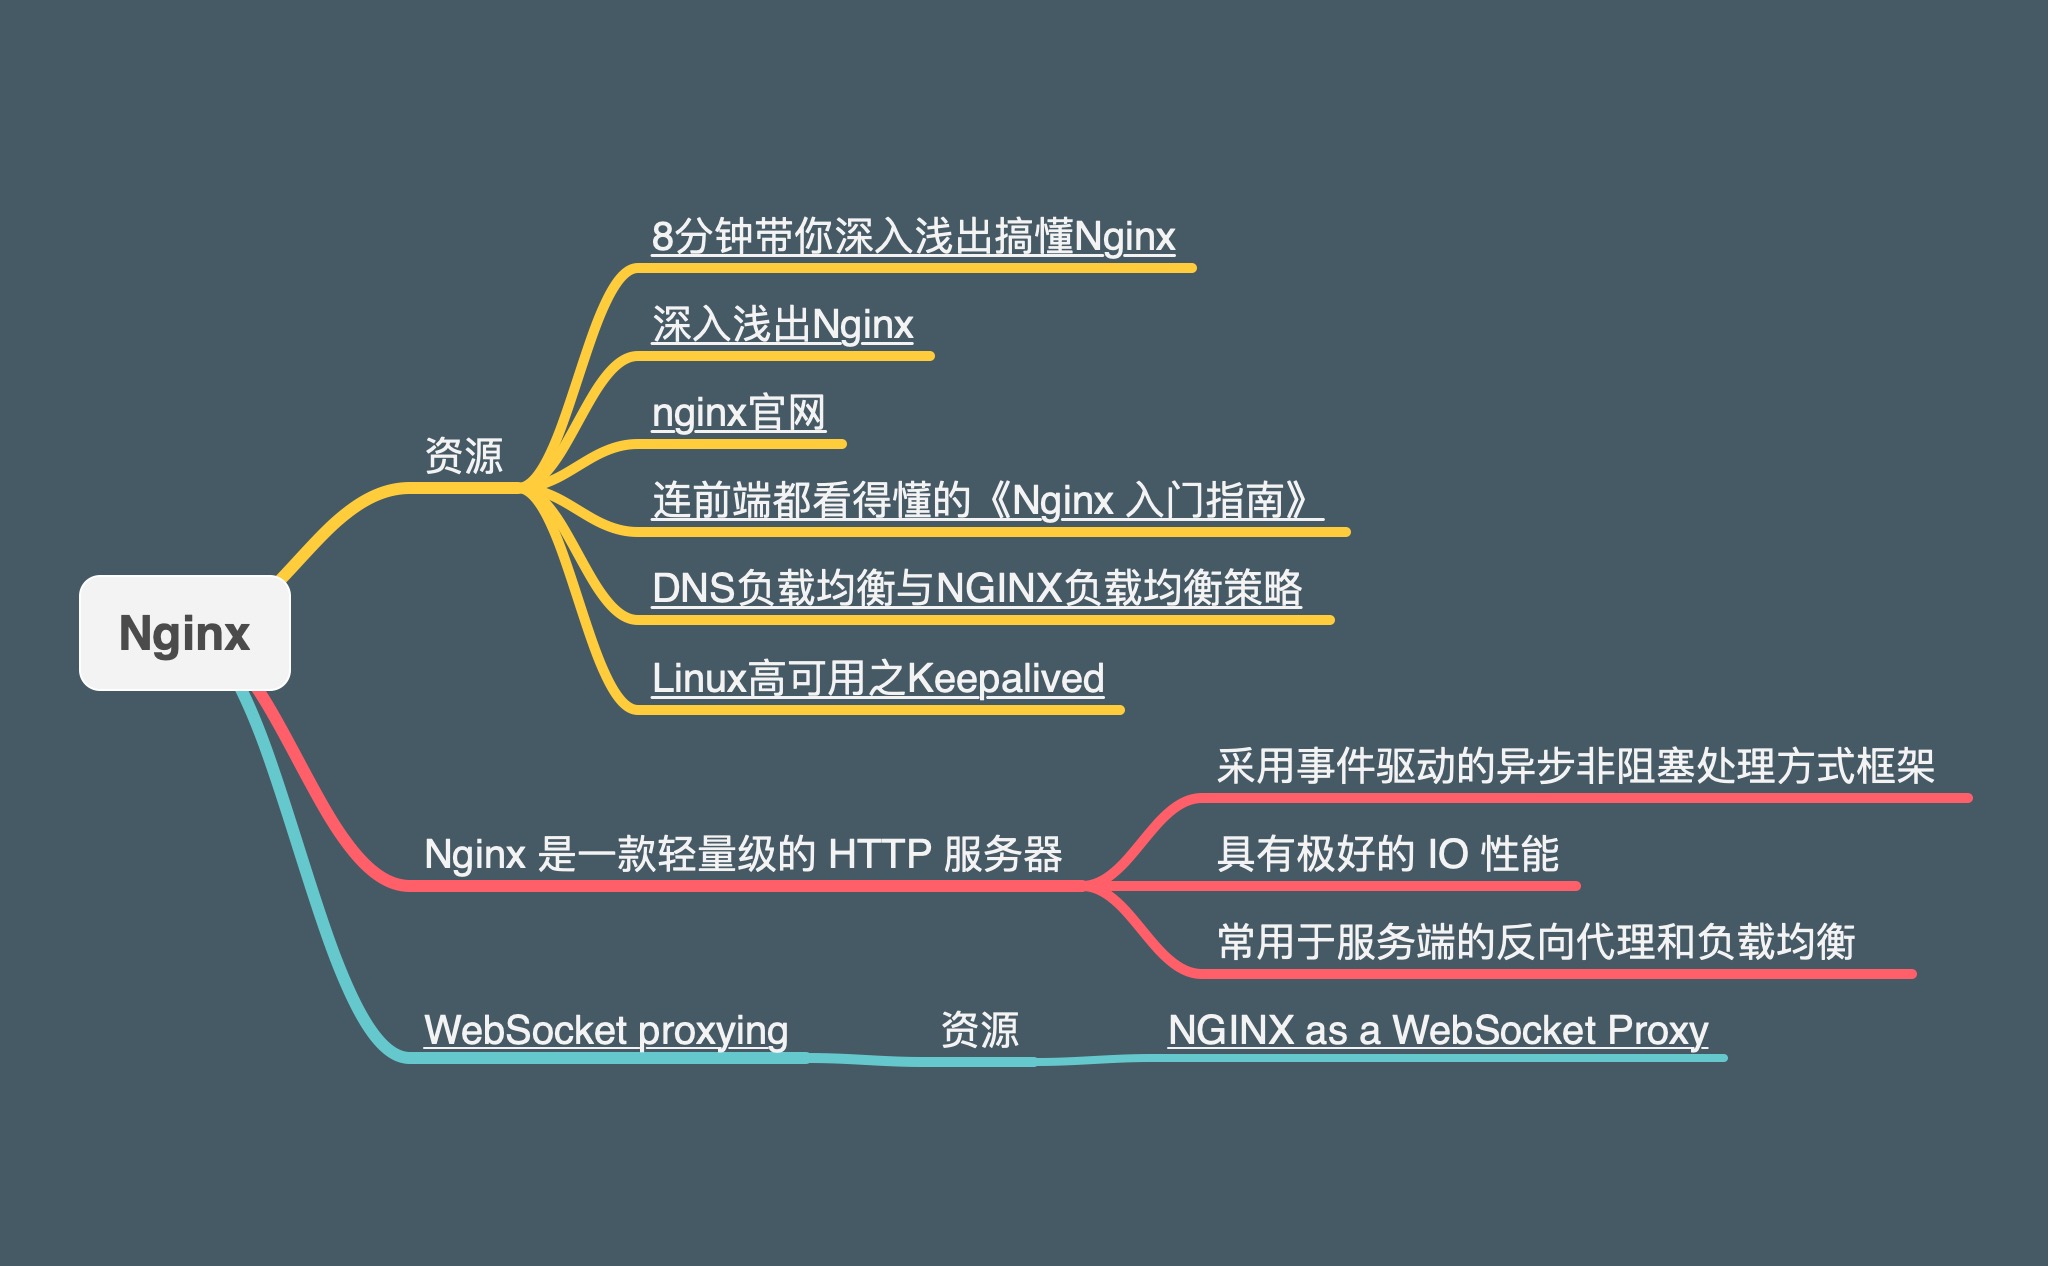 Nginx
资源
8分钟带你深入浅出搞懂Nginx
深入浅出Nginx
nginx官网
连前端都看得懂的《Nginx 入门指南》
DNS负载均衡与NGINX负载均衡策略
Linux高可用之Keepalived
Nginx 是一款轻量级的 HTTP 服务器
采用事件驱动的异步非阻塞处理方式框架
具有极好的 IO 性能
常用于服务端的反向代理和负载均衡
WebSocket proxying
资源
NGINX as a WebSocket Proxy